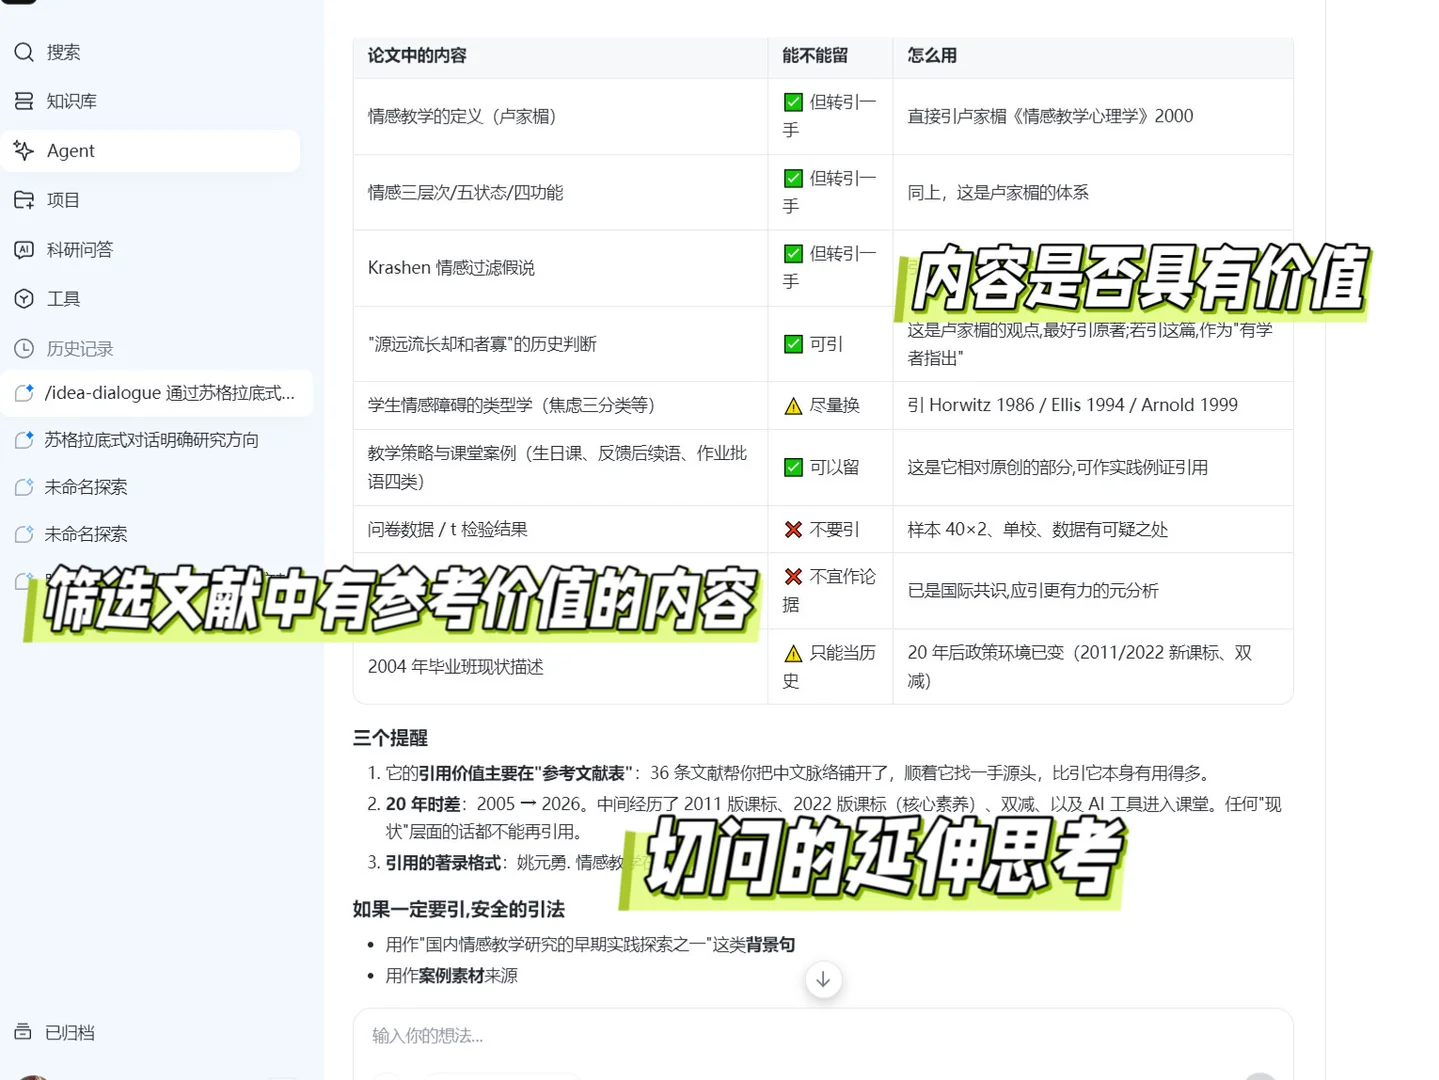 搜索
知识库
Agent
项目
科研问答
工具
历史记录
/idea-dialogue 通过苏格拉底式...
苏格拉底式对话明确研究方向
未命名探索
未命名探索
已归档
论文中的内容 能不能留 怎么用
情感教学的定义（卢家楣） ✅ 但转引一手 直接引卢家楣《情感教学心理学》2000
情感三层次/五状态/四功能 ✅ 但转引一手 同上，这是卢家楣的体系
Krashen 情感过滤假说 ✅ 但转引一手
内容是否具有价值
"源远流长却和者寡"的历史判断 ✅ 可引 这是卢家楣的观点,最好引原著;若引这篇,作为"有学者指出"
学生情感障碍的类型学（焦虑三分类等） ⚠ 尽量换 引 Horwitz 1986 / Ellis 1994 / Arnold 1999
教学策略与课堂案例（生日课、反馈后续语、作业批语四类） ✅ 可以留 这是它相对原创的部分,可作实践例证引用
问卷数据 / t 检验结果 ❌ 不要引 样本 40×2、单校、数据有可疑之处
筛选文献中有参考价值的内容
❌ 不宜作论据 已是国际共识,应引更有力的元分析
2004 年毕业班现状描述 ⚠ 只能当历史 20 年后政策环境已变（2011/2022 新课标、双减）
三个提醒
1. 它的引用价值主要在"参考文献表"：36 条文献帮你把中文脉络铺开了，顺着它找一手源头，比引它本身有用得多。
2. 20 年时差：2005 → 2026。中间经历了 2011 版课标、2022 版课标（核心素养）、双减、以及 AI 工具进入课堂。任何"现
状"层面的话都不能再引用。
3. 引用的著录格式：姚元勇. 情感教
切问的延伸思考
如果一定要引,安全的引法
• 用作"国内情感教学研究的早期实践探索之一"这类背景句
• 用作案例素材来源
输入你的想法...